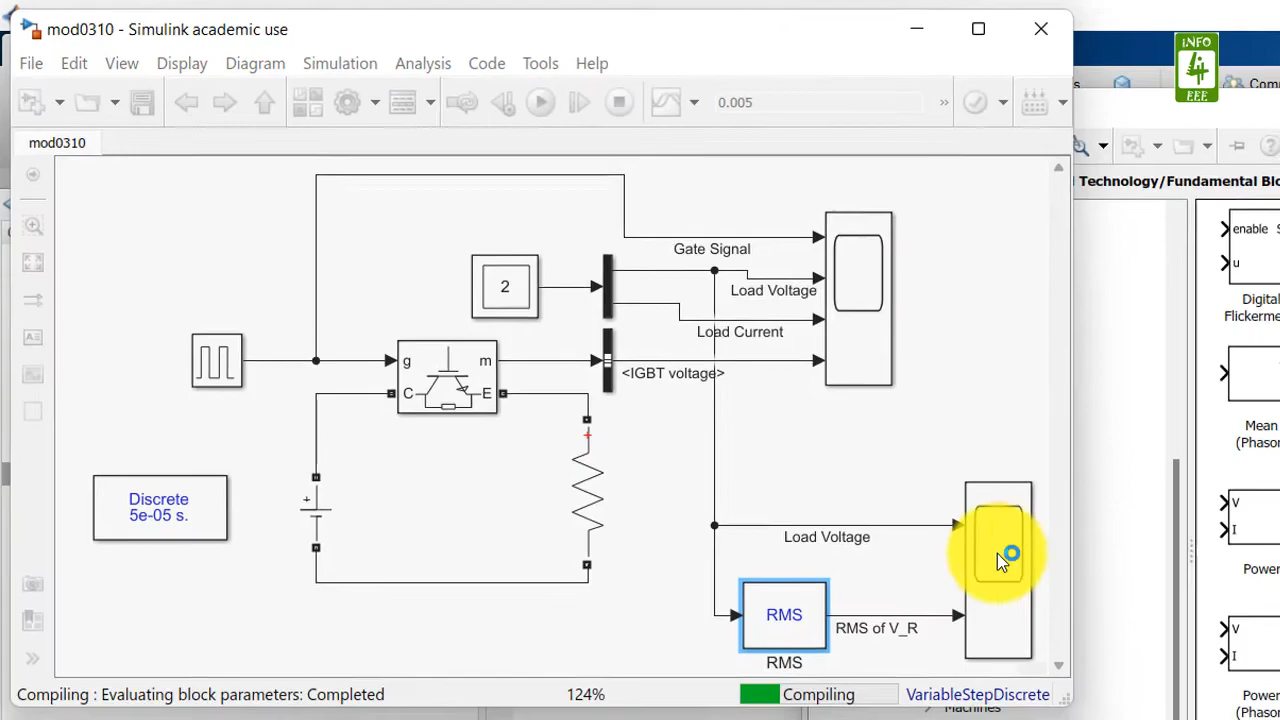 mod0310 - Simulink academic use
INFO
4
EEE
File Edit View Display Diagram Simulation Analysis Code Tools Help
0.005
»
mod0310
Technology/Fundamental Blo
Gate Signal
2
Load Voltage
Load Current
g m
C E
<IGBT voltage>
+
+
Discrete
5e-05 s.
Load Voltage
RMS
RMS of V_R
RMS
enable S
u
Digital
Flickerme
Mean
(Phasor
V
I
Power
V
I
Power
(Phaso
Machines
Compiling : Evaluating block parameters: Completed 124% Compiling VariableStepDiscrete